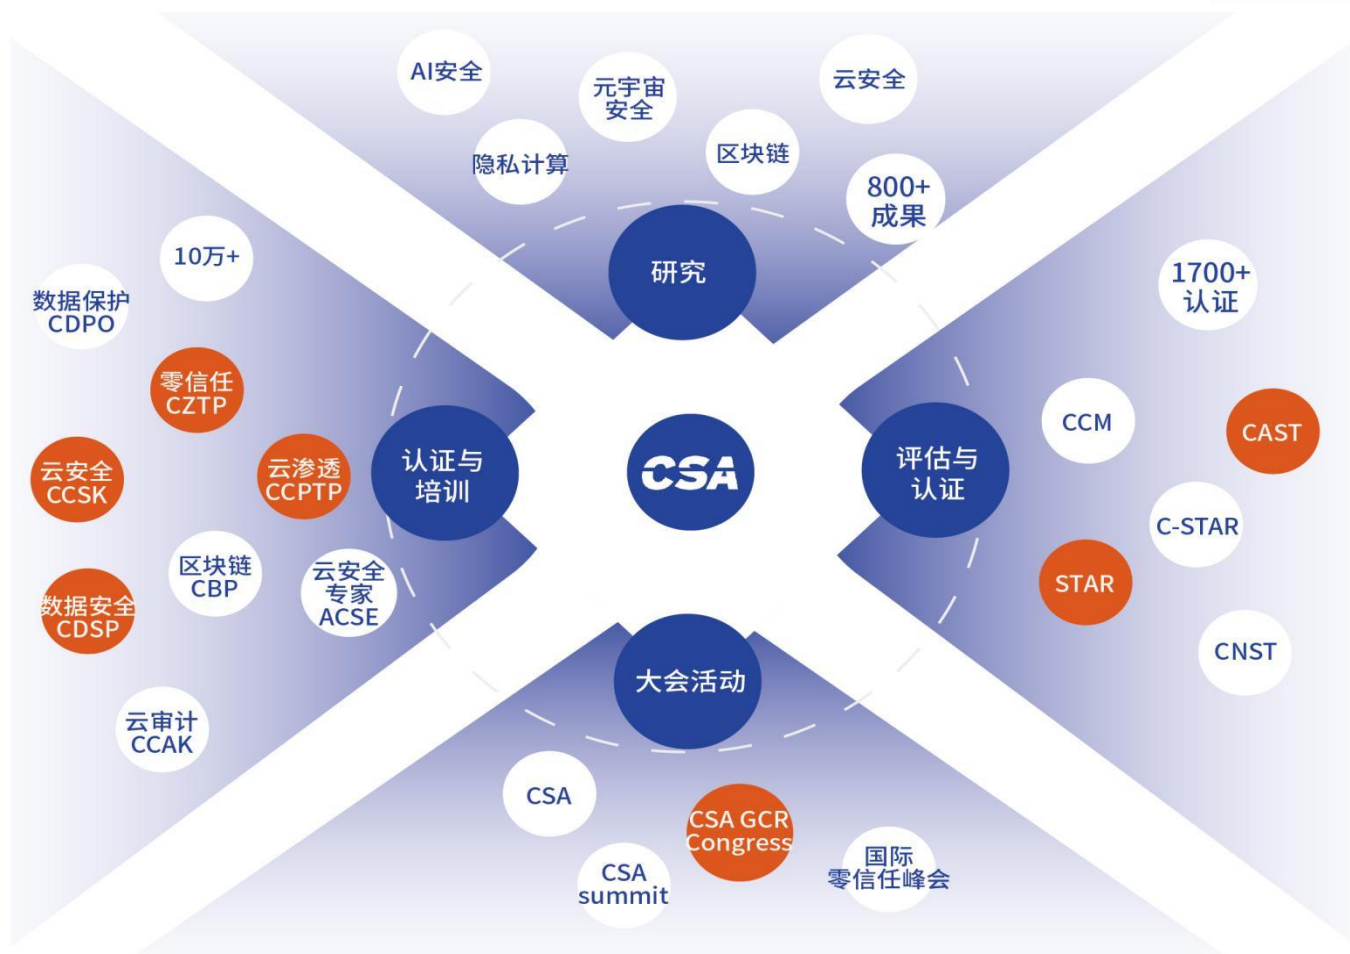 AI安全
元宇宙
安全
云安全
隐私计算
区块链
800+
成果
研究
10万+
数据保护
CDPO
零信任
CZTP
云安全
CCSK
云渗透
CCPTP
认证与
培训
区块链
CBP
云安全
专家
ACSE
数据安全
CDSP
云审计
CCAK
CSA
1700+
认证
CCM
CAST
评估与
认证
C-STAR
STAR
CNST
大会活动
CSA
CSA GCR
Congress
CSA
summit
国际
零信任峰会